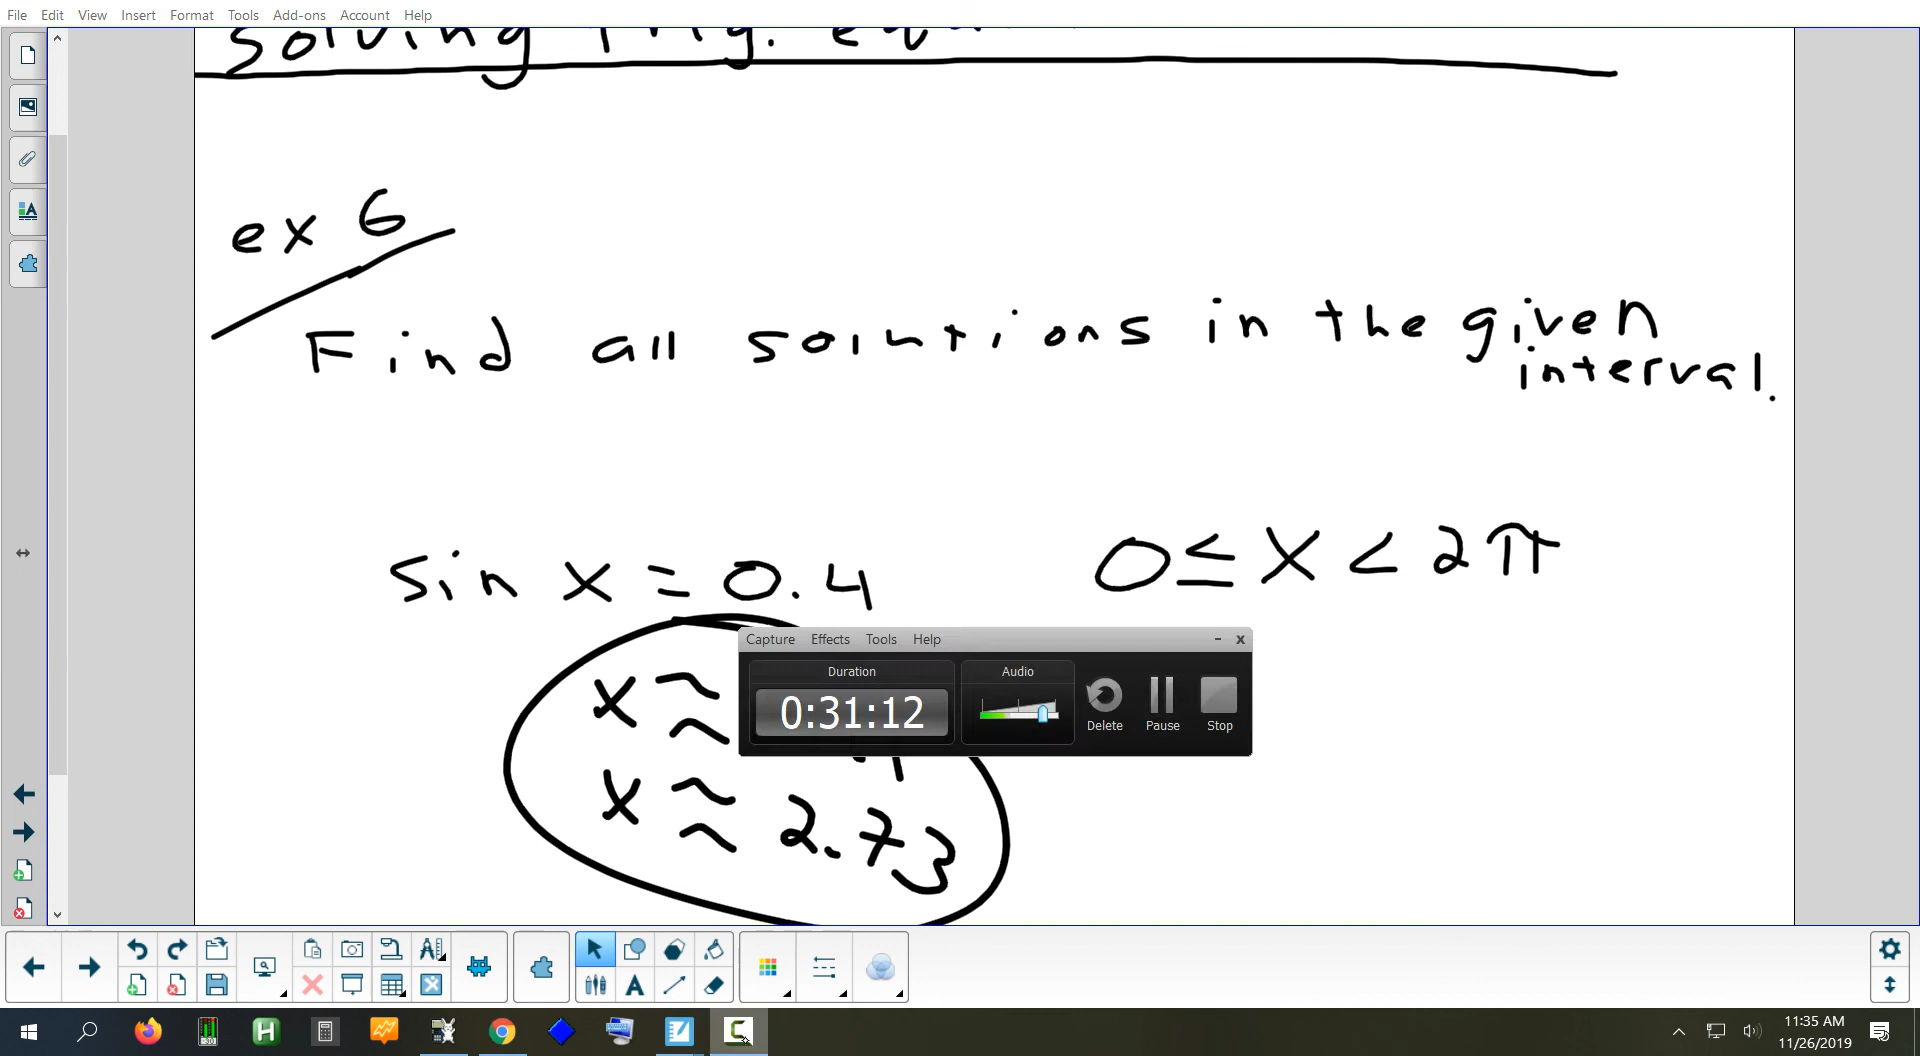 File Edit View Insert Format Tools Add-ons Account Help
Solving Trig.
ex 6
Find all solutions in the given
interval.
sin x = 0.4
0 ≤ x < 2π
x ≈
x ≈ 2.73
Capture Effects Tools Help - x
Duration
Audio
0:31:12
Delete Pause Stop
11:35 AM
11/26/2019